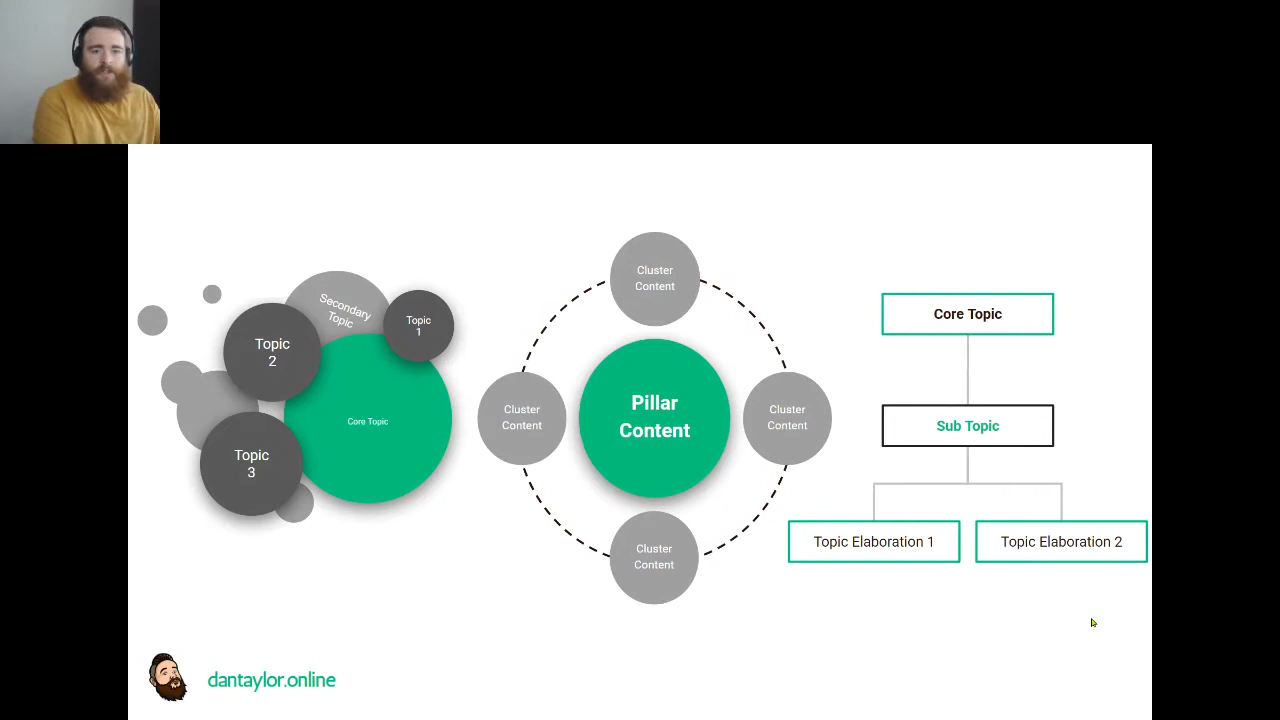 Secondary
Topic
Topic
1
Topic
2
Core Topic
Topic
3
Cluster
Content
Cluster
Content
Pillar
Content
Cluster
Content
Cluster
Content
Core Topic
Sub Topic
Topic Elaboration 1
Topic Elaboration 2
dantaylor.online